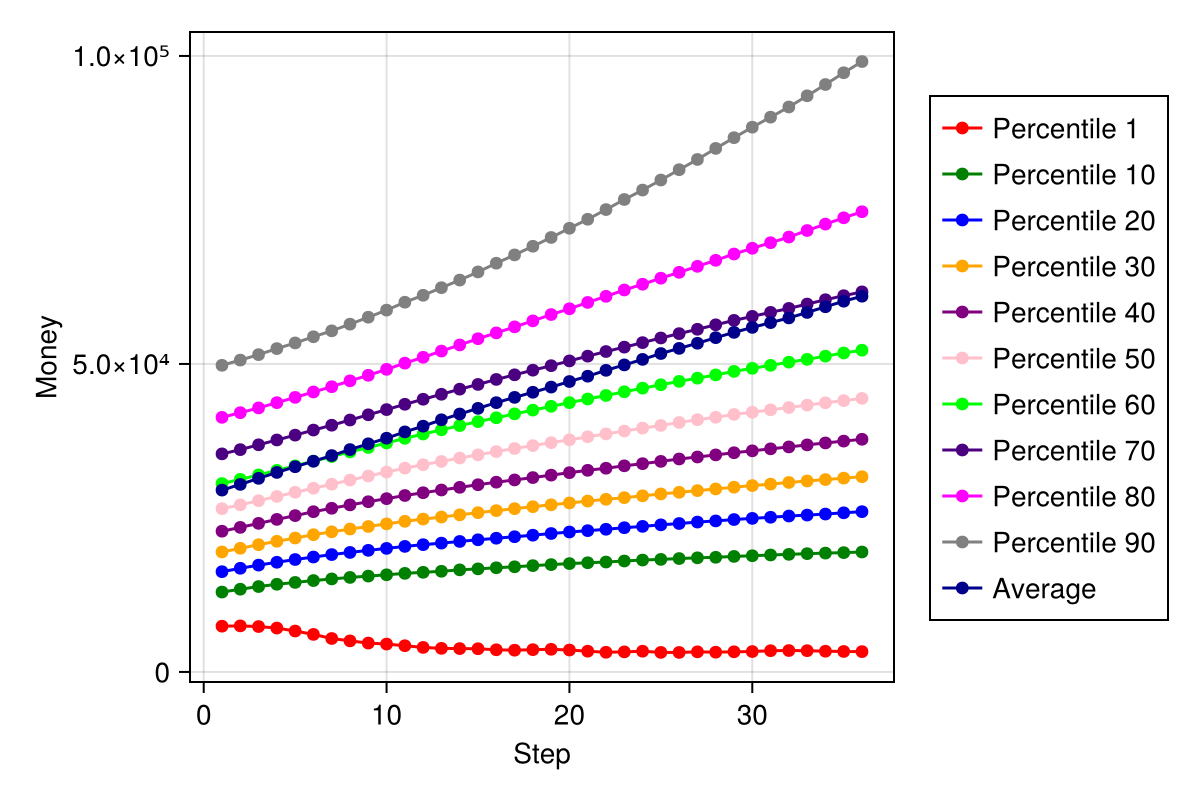 1.0×10⁵
5.0×10⁴
0
Money
0 10 20 30
Step
Percentile 1
Percentile 10
Percentile 20
Percentile 30
Percentile 40
Percentile 50
Percentile 60
Percentile 70
Percentile 80
Percentile 90
Average